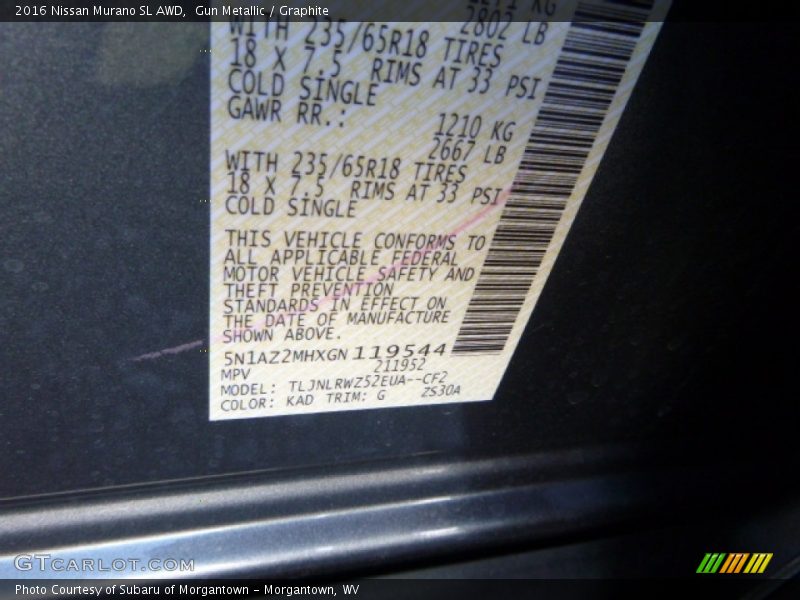 2016 Nissan Murano SL AWD, Gun Metallic / Graphite
2802 LB
WITH 235/65R18 TIRES
18 X 7.5 RIMS AT 33 PSI
COLD SINGLE
GAWR RR.: 1210 KG
2667 LB
WITH 235/65R18 TIRES
18 X 7.5 RIMS AT 33 PSI
COLD SINGLE
THIS VEHICLE CONFORMS TO
ALL APPLICABLE FEDERAL
MOTOR VEHICLE SAFETY AND
THEFT PREVENTION
STANDARDS IN EFFECT ON
THE DATE OF MANUFACTURE
SHOWN ABOVE.
5N1AZ2MHXGN119544
MPV 211952
MODEL: TLJNLRWZ52EUA--CF2
COLOR: KAD TRIM: G ZS30A
GTCARLOT.COM
Photo Courtesy of Subaru of Morgantown - Morgantown, WV